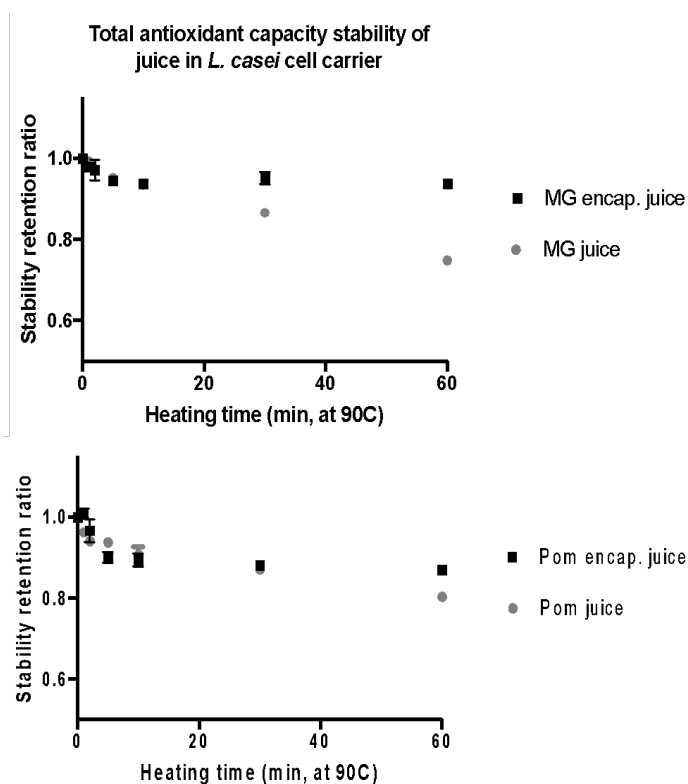 Total antioxidant capacity stability of
juice in L. casei cell carrier
Stability retention ratio
1.0
0.8
0.6
0
20
40
60
Heating time (min, at 90C)
MG encap. juice
MG juice
Stability retention ratio
1.0
0.8
0.6
0
20
40
60
Heating time (min, at 90C)
Pom encap. juice
Pom juice